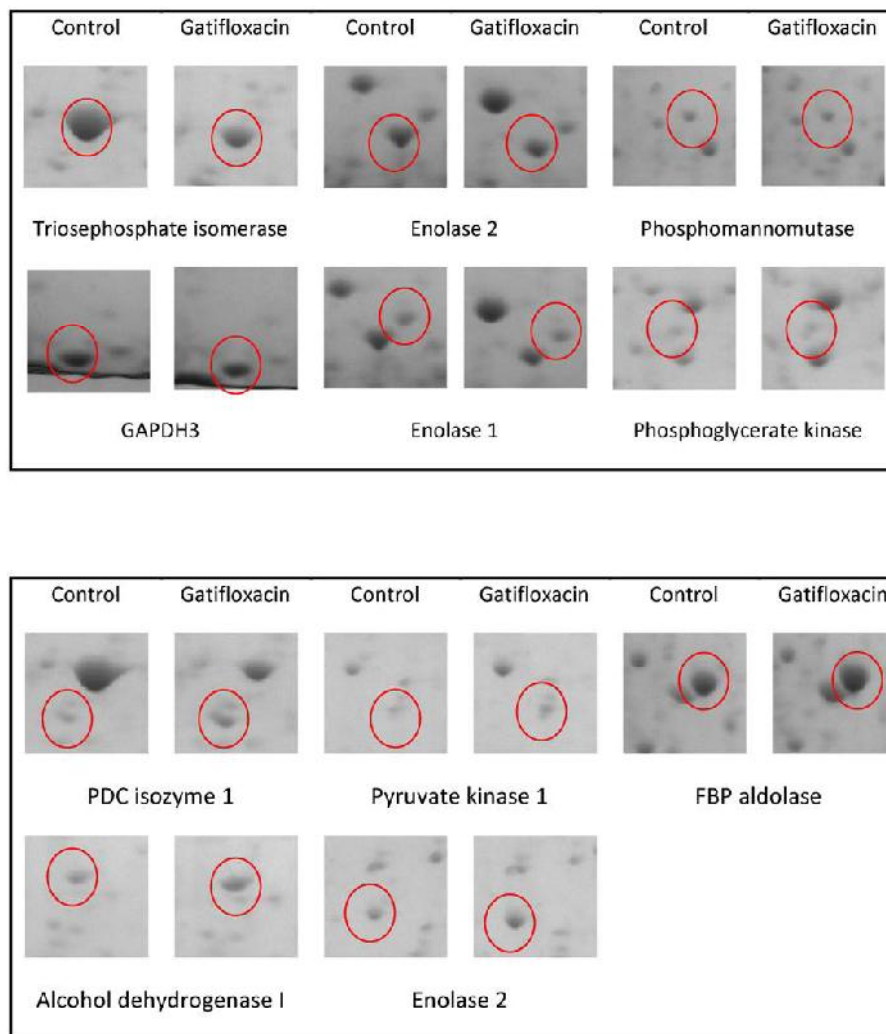 Control Gatifloxacin Control Gatifloxacin Control Gatifloxacin
Triosephosphate isomerase Enolase 2 Phosphomannomutase
GAPDH3 Enolase 1 Phosphoglycerate kinase
Control Gatifloxacin Control Gatifloxacin Control Gatifloxacin
PDC isozyme 1 Pyruvate kinase 1 FBP aldolase
Alcohol dehydrogenase I Enolase 2